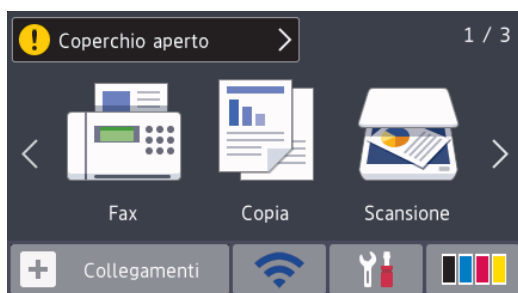 Coperchio aperto
1 / 3
Fax
Copia
Scansione
Collegamenti